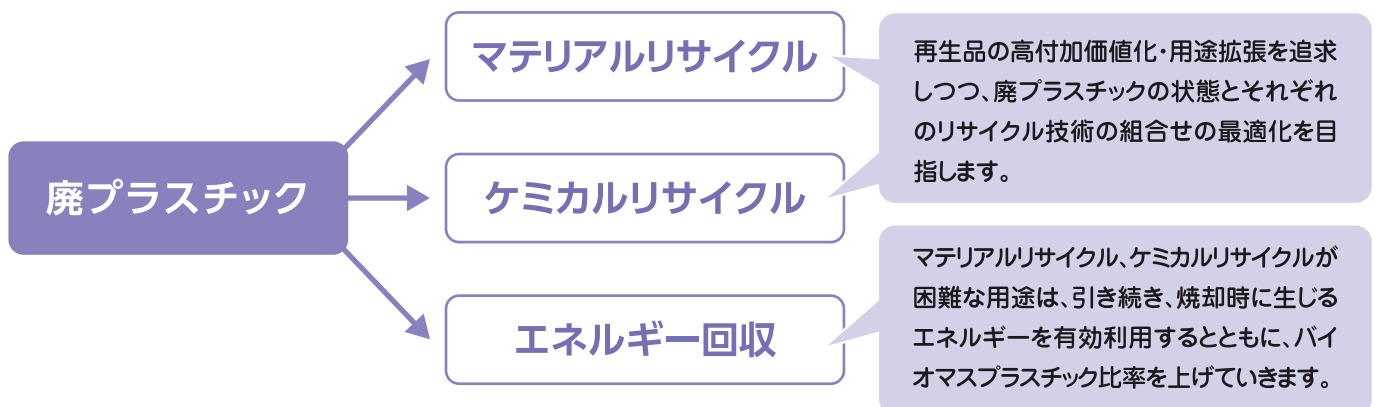 廃プラスチック
マテリアルリサイクル
ケミカルリサイクル
エネルギー回収
再生品の高付加価値化・用途拡張を追求
しつつ、廃プラスチックの状態とそれぞれ
のリサイクル技術の組合せの最適化を目
指します。
マテリアルリサイクル、ケミカルリサイクルが
困難な用途は、引き続き、焼却時に生じる
エネルギーを有効利用するとともに、バイ
オマスプラスチック比率を上げていきます。